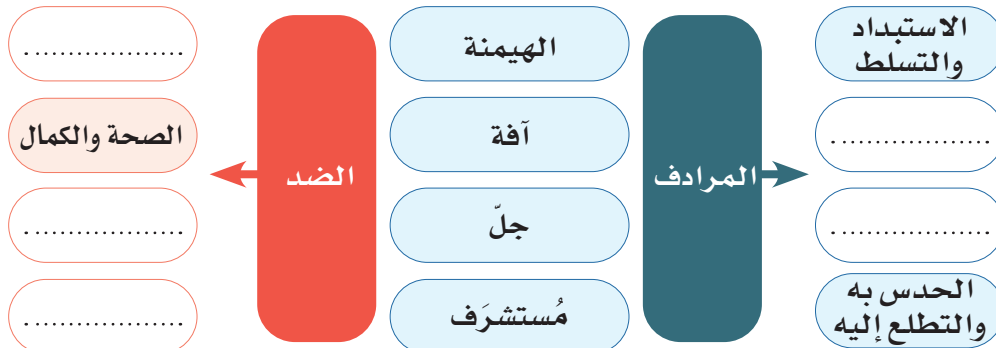 الاستبداد
والتسلط
الهيمنة
....................
....................
آفة
الصحة والكمال
المرادف
الضد
....................
جلّ
....................
الحدس به
والتطلع إليه
مُستشرَف
....................